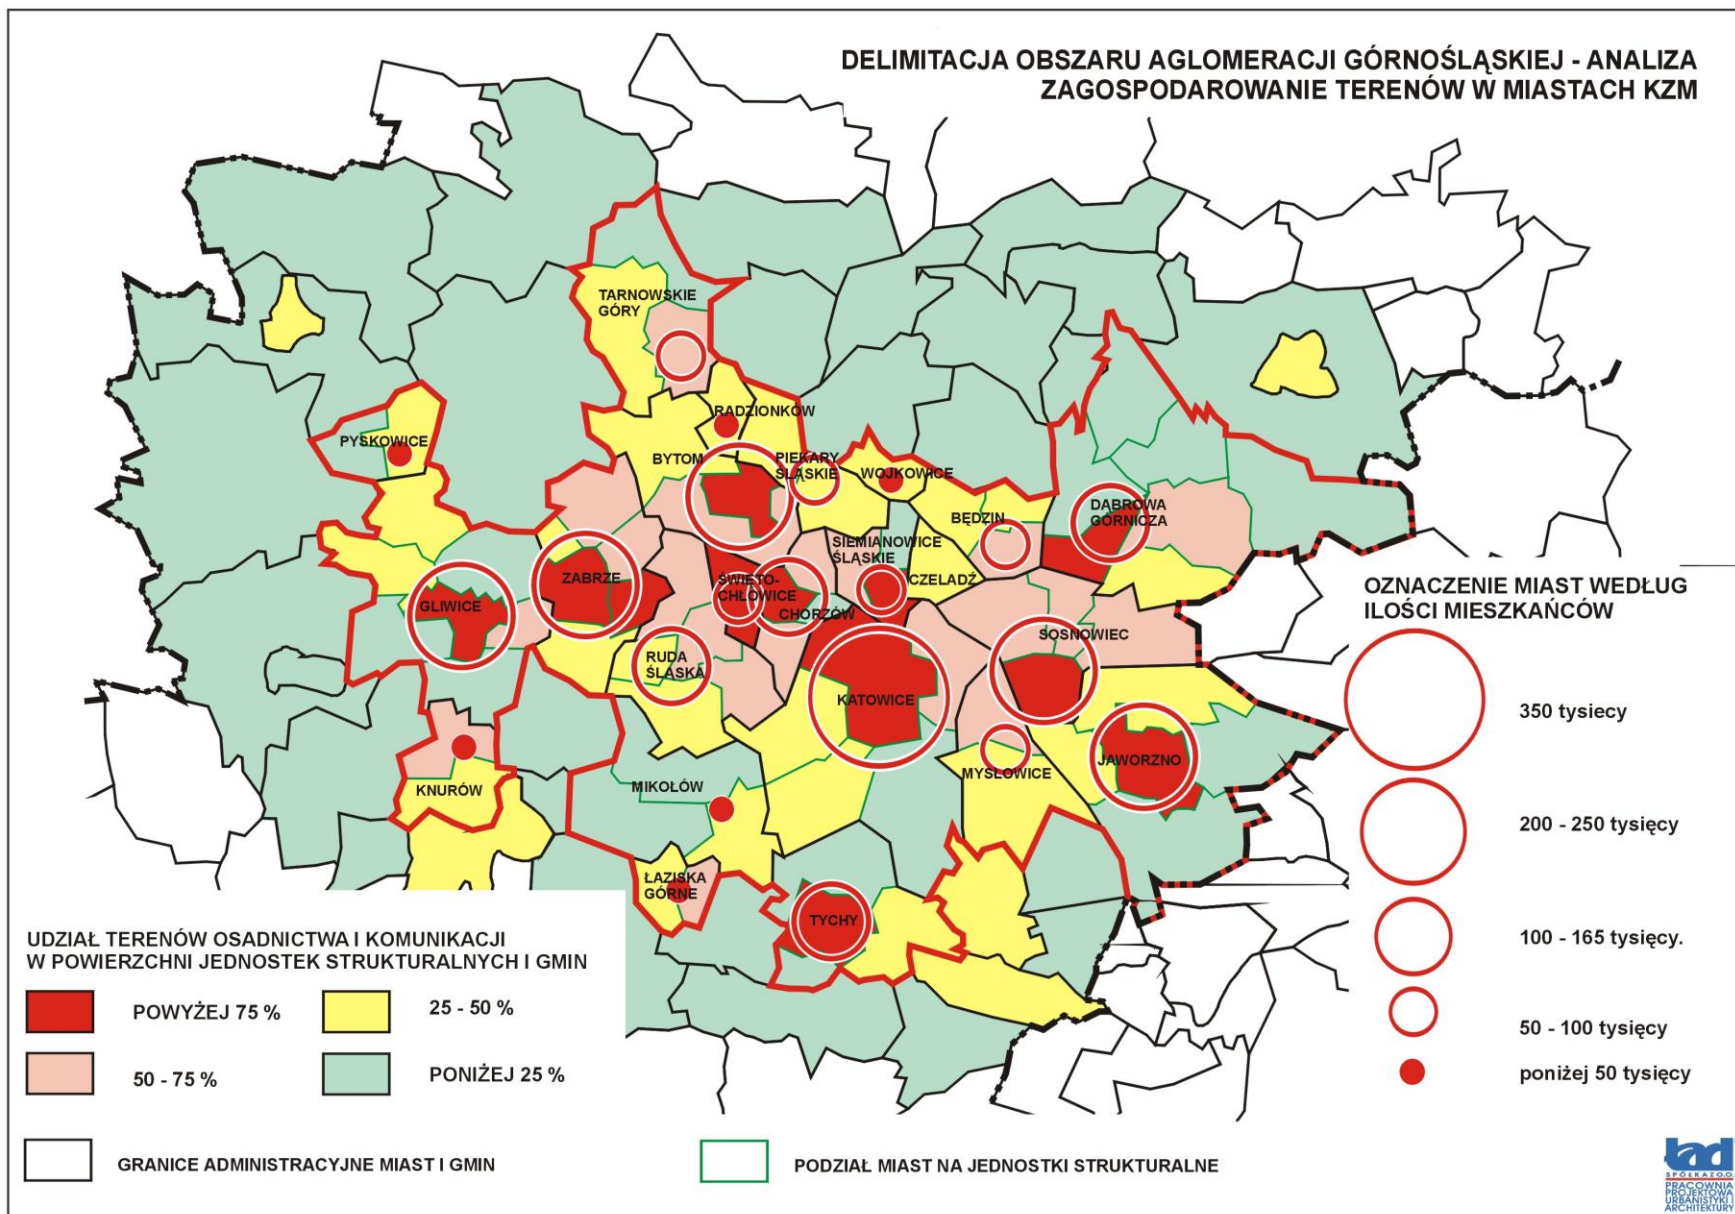 DELIMITACJA OBSZARU AGLOMERACJI GÓRNOŚLĄSKIEJ - ANALIZA
ZAGOSPODAROWANIE TERENÓW W MIASTACH KZM
TARNOWSKIE
GÓRY
RADZIONKÓW
PYSKOWICE
BYTOM
PIEKARY
ŚLĄSKIE
WOJKOWICE
BĘDZIN
DĄBROWA
GÓRNICZA
SIEMIANOWICE
ŚLĄSKIE
CZELADŹ
ZABRZE
ŚWIĘTO-
CHŁOWICE
CHORZÓW
GLIWICE
SOSNOWIEC
RUDA
ŚLĄSKA
KATOWICE
JAWORZNO
MYSŁOWICE
MIKOŁÓW
KNURÓW
ŁAZISKA
GÓRNE
TYCHY
OZNACZENIE MIAST WEDŁUG
ILOŚCI MIESZKAŃCÓW
350 tysiecy
200 - 250 tysięcy
100 - 165 tysięcy.
50 - 100 tysięcy
poniżej 50 tysięcy
UDZIAŁ TERENÓW OSADNICTWA I KOMUNIKACJI
W POWIERZCHNI JEDNOSTEK STRUKTURALNYCH I GMIN
POWYŻEJ 75 %
25 - 50 %
50 - 75 %
PONIŻEJ 25 %
GRANICE ADMINISTRACYJNE MIAST I GMIN
PODZIAŁ MIAST NA JEDNOSTKI STRUKTURALNE
tad
SPÓŁKA Z O.O.
PRACOWNIA
PROJEKTOWA
URBANISTYKI I
ARCHITEKTURY